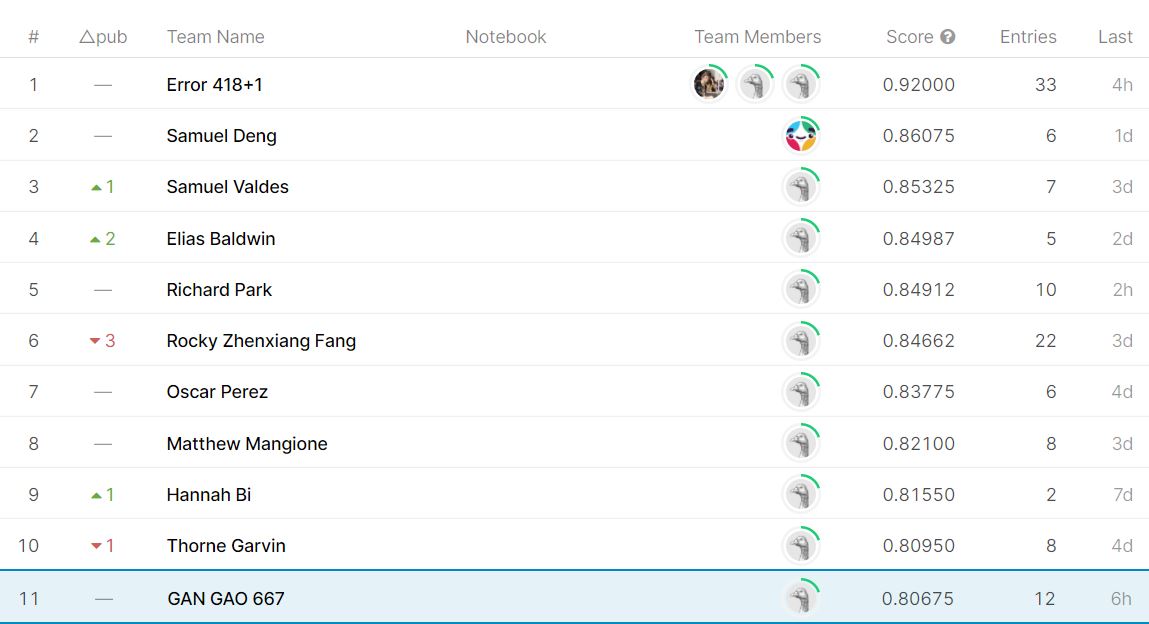 # △pub Team Name Notebook Team Members Score ? Entries Last
1 — Error 418+1 0.92000 33 4h
2 — Samuel Deng 0.86075 6 1d
3 ▲1 Samuel Valdes 0.85325 7 3d
4 ▲2 Elias Baldwin 0.84987 5 2d
5 — Richard Park 0.84912 10 2h
6 ▼3 Rocky Zhenxiang Fang 0.84662 22 3d
7 — Oscar Perez 0.83775 6 4d
8 — Matthew Mangione 0.82100 8 3d
9 ▲1 Hannah Bi 0.81550 2 7d
10 ▼1 Thorne Garvin 0.80950 8 4d
11 — GAN GAO 667 0.80675 12 6h